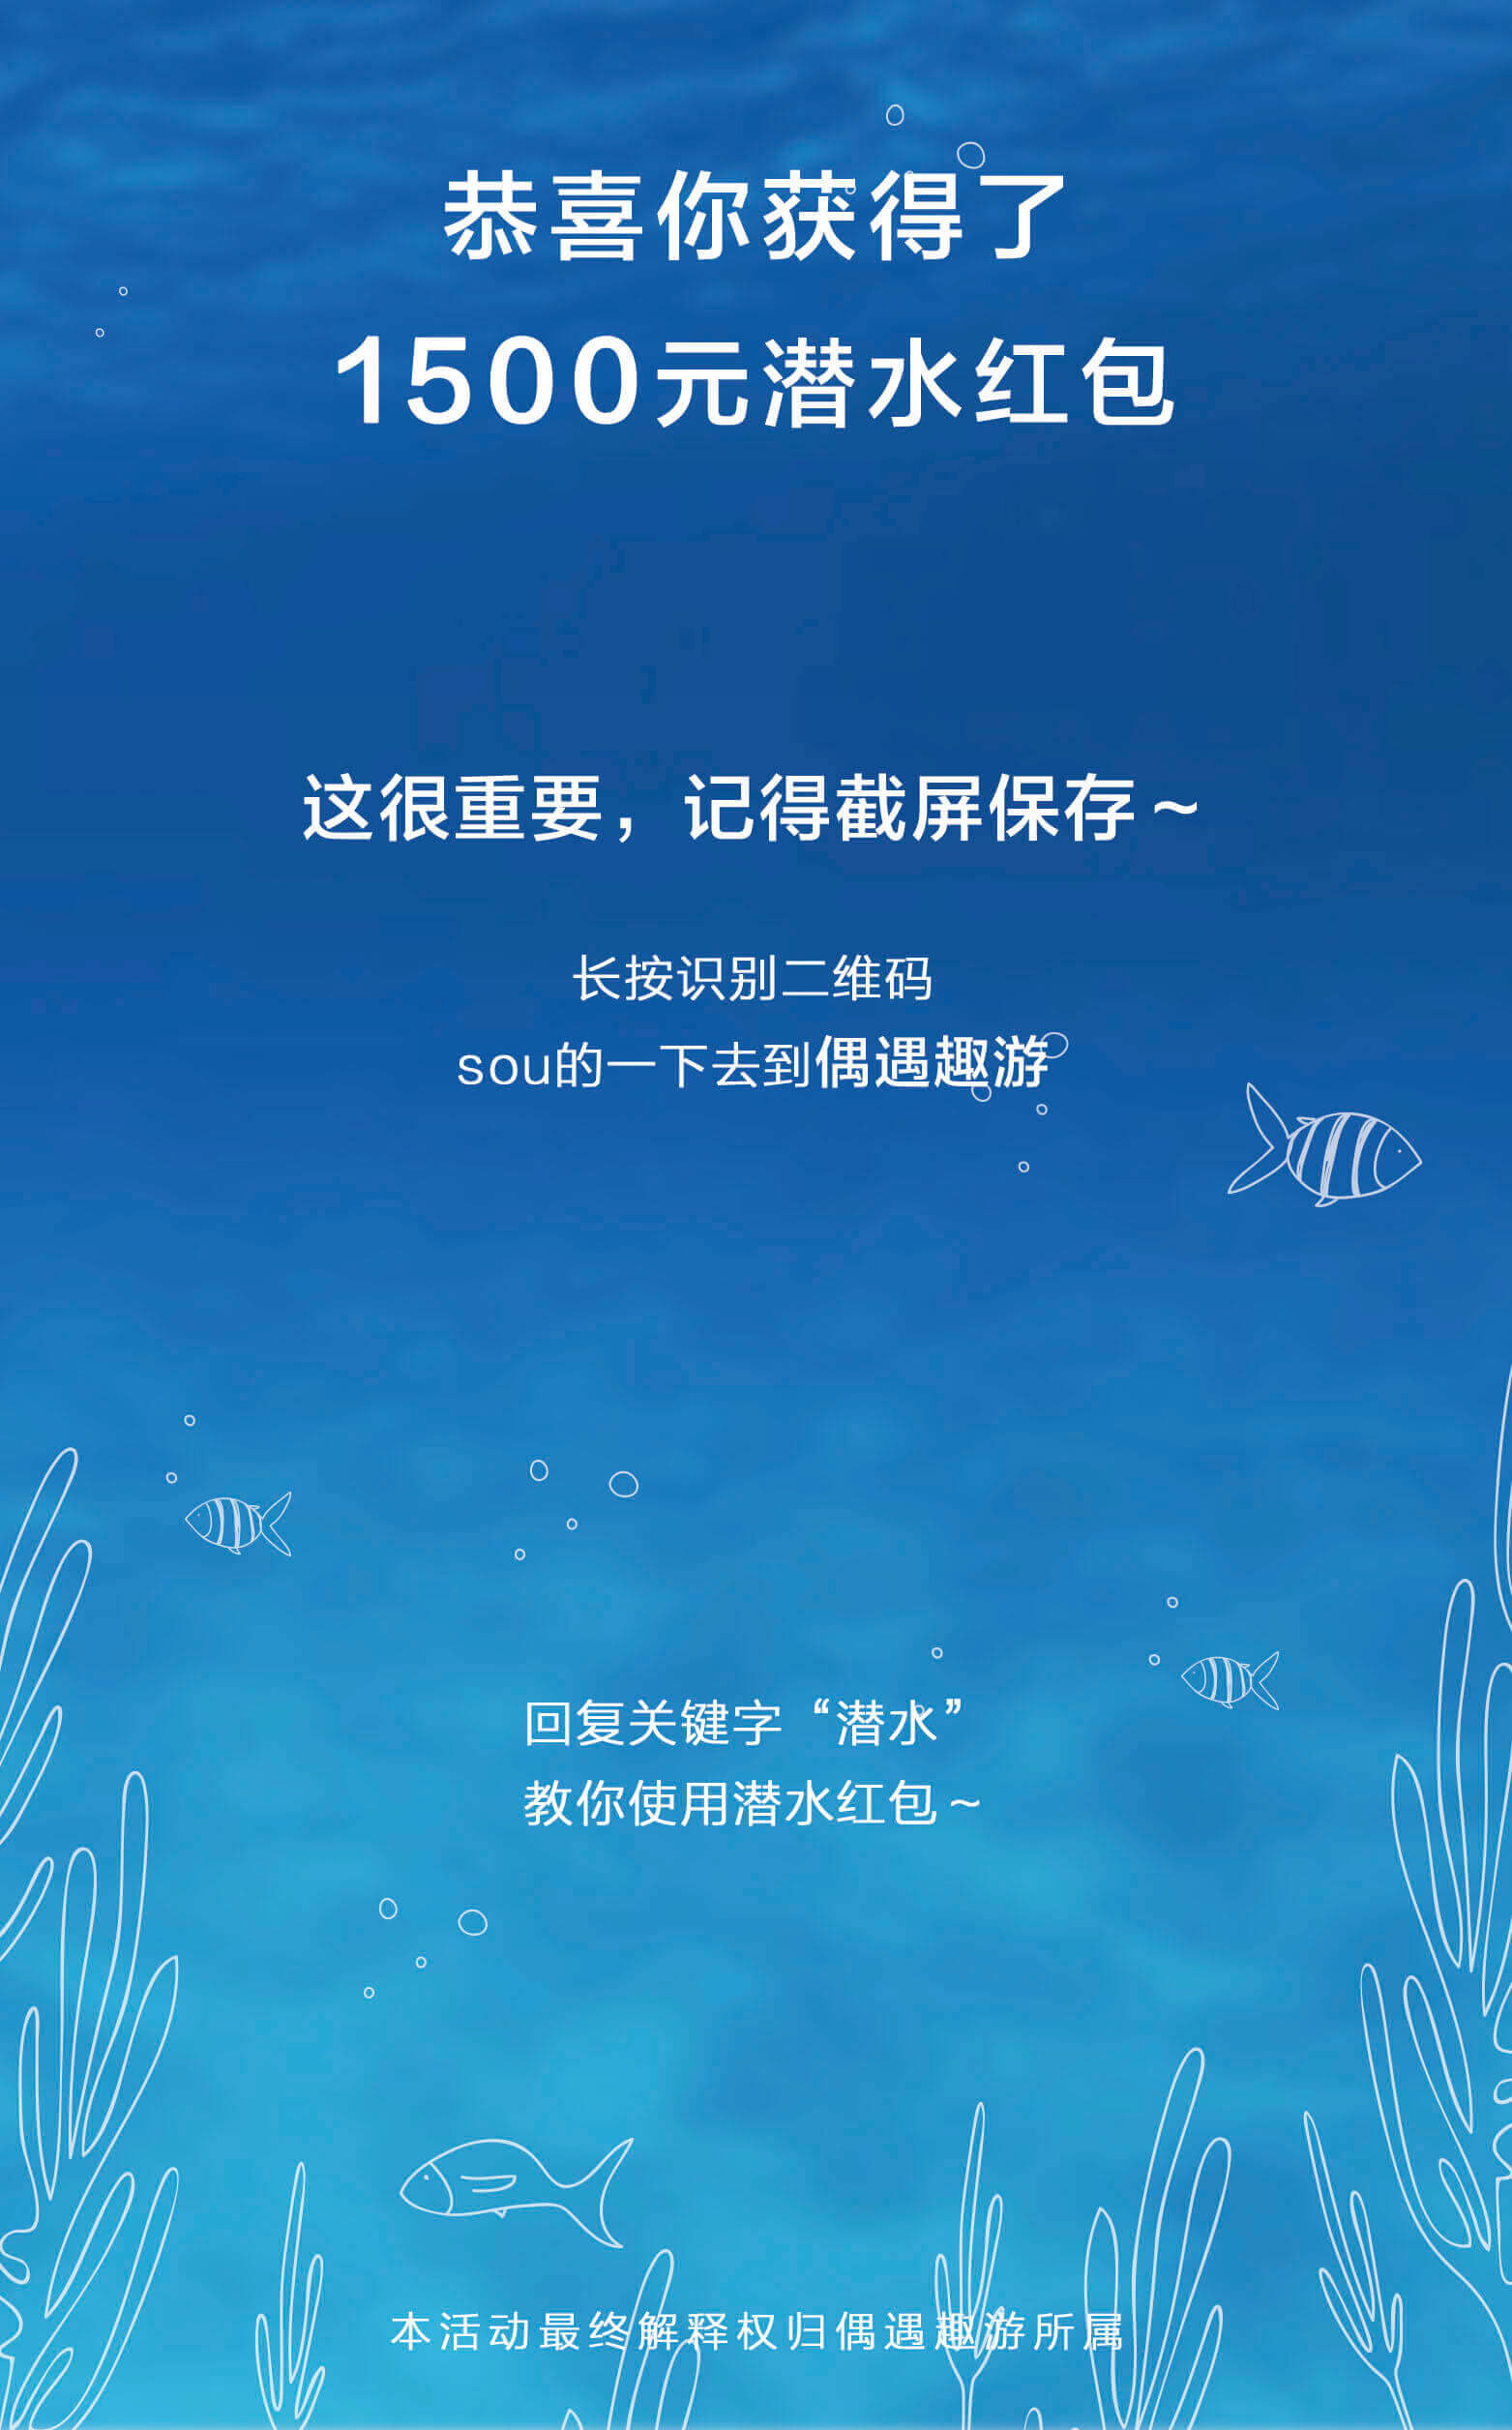 恭喜你获得了
1500元潜水红包
这很重要，记得截屏保存~
长按识别二维码
sou的一下去到偶遇趣游
回复关键字“潜水”
教你使用潜水红包~
本活动最终解释权归偶遇趣游所属